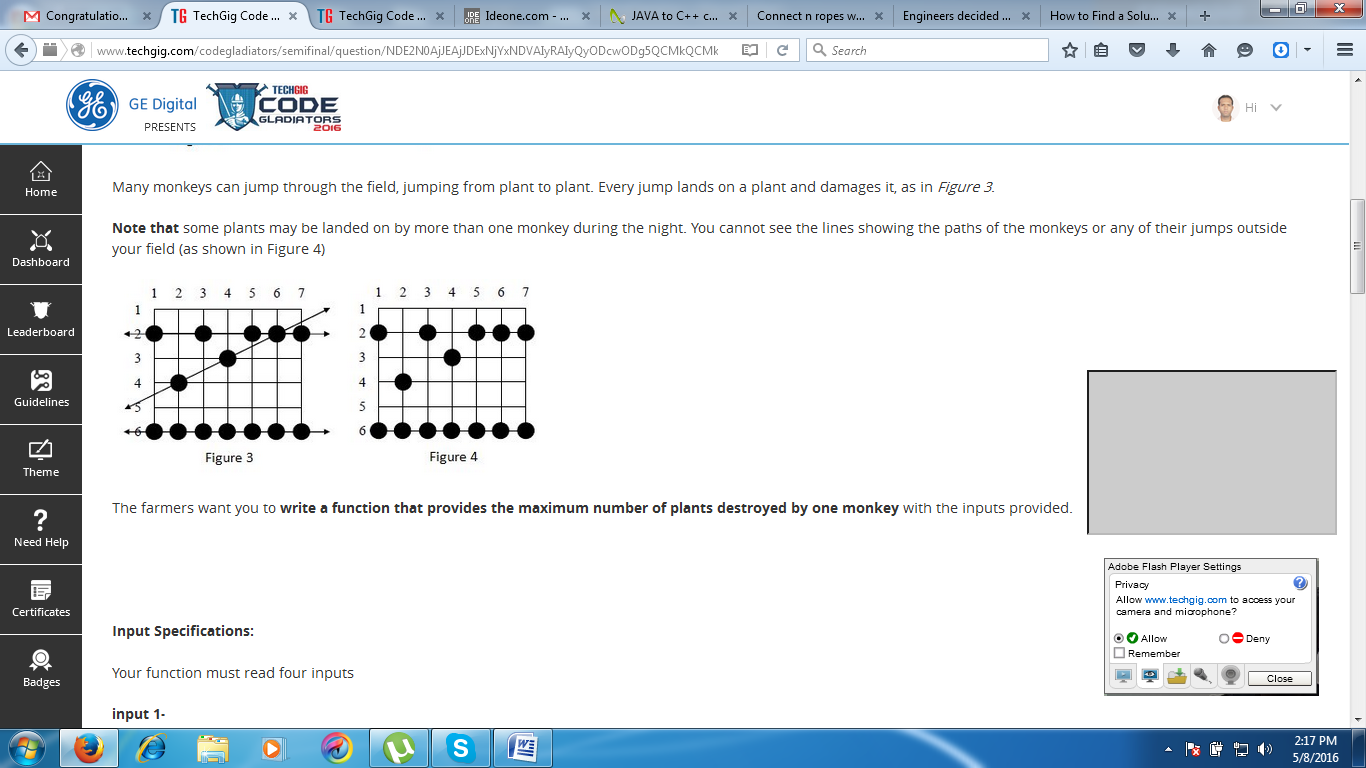 Congratulatio...
TechGig Code ...
TechGig Code ...
Ideone.com - ...
JAVA to C++ c...
Connect n ropes w...
Engineers decided ...
How to Find a Solu...
www.techgig.com/codegladiators/semifinal/question/NDE2N0AjJEAjJDExNjYxNDVAIyRAIyQyODcwODg5QCMkQCMk
Search
GE Digital
PRESENTS
TECHGIG
CODE
GLADIATORS
2016
Hi
Home
Dashboard
Leaderboard
Guidelines
Theme
Need Help
Certificates
Badges
Many monkeys can jump through the field, jumping from plant to plant. Every jump lands on a plant and damages it, as in Figure 3.
Note that some plants may be landed on by more than one monkey during the night. You cannot see the lines showing the paths of the monkeys or any of their jumps outside
your field (as shown in Figure 4)
1 2 3 4 5 6 7
1
2
3
4
5
6
Figure 3
1 2 3 4 5 6 7
1
2
3
4
5
6
Figure 4
The farmers want you to write a function that provides the maximum number of plants destroyed by one monkey with the inputs provided.
Input Specifications:
Your function must read four inputs
input 1-
Adobe Flash Player Settings
Privacy
Allow www.techgig.com to access your
camera and microphone?
Allow
Deny
Remember
Close
2:17 PM
5/8/2016